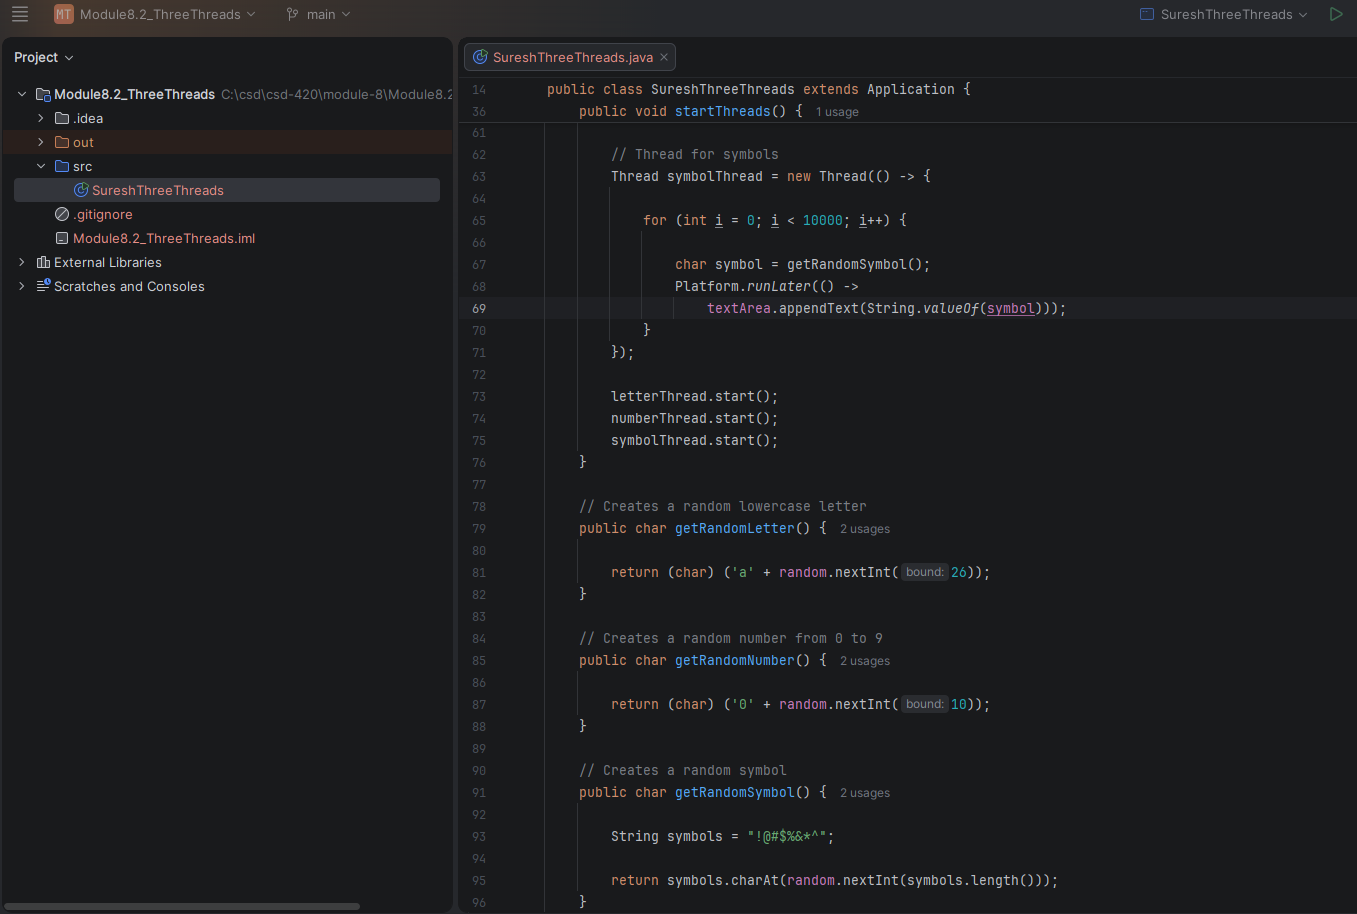 MT Module8.2_ThreeThreads main SureshThreeThreads
Project
Module8.2_ThreeThreads C:\csd\csd-420\module-8\Module8.2
.idea
out
src
SureshThreeThreads
.gitignore
Module8.2_ThreeThreads.iml
External Libraries
Scratches and Consoles
SureshThreeThreads.java
14 public class SureshThreeThreads extends Application {
36 public void startThreads() { 1 usage
61
62 // Thread for symbols
63 Thread symbolThread = new Thread(() -> {
64
65 for (int i = 0; i < 10000; i++) {
66
67 char symbol = getRandomSymbol();
68 Platform.runLater(() ->
69 textArea.appendText(String.valueOf(symbol)));
70 }
71 });
72
73 letterThread.start();
74 numberThread.start();
75 symbolThread.start();
76 }
77
78 // Creates a random lowercase letter
79 public char getRandomLetter() { 2 usages
80
81 return (char) ('a' + random.nextInt( bound: 26));
82 }
83
84 // Creates a random number from 0 to 9
85 public char getRandomNumber() { 2 usages
86
87 return (char) ('0' + random.nextInt( bound: 10));
88 }
89
90 // Creates a random symbol
91 public char getRandomSymbol() { 2 usages
92
93 String symbols = "!@#$%&*^";
94
95 return symbols.charAt(random.nextInt(symbols.length()));
96 }